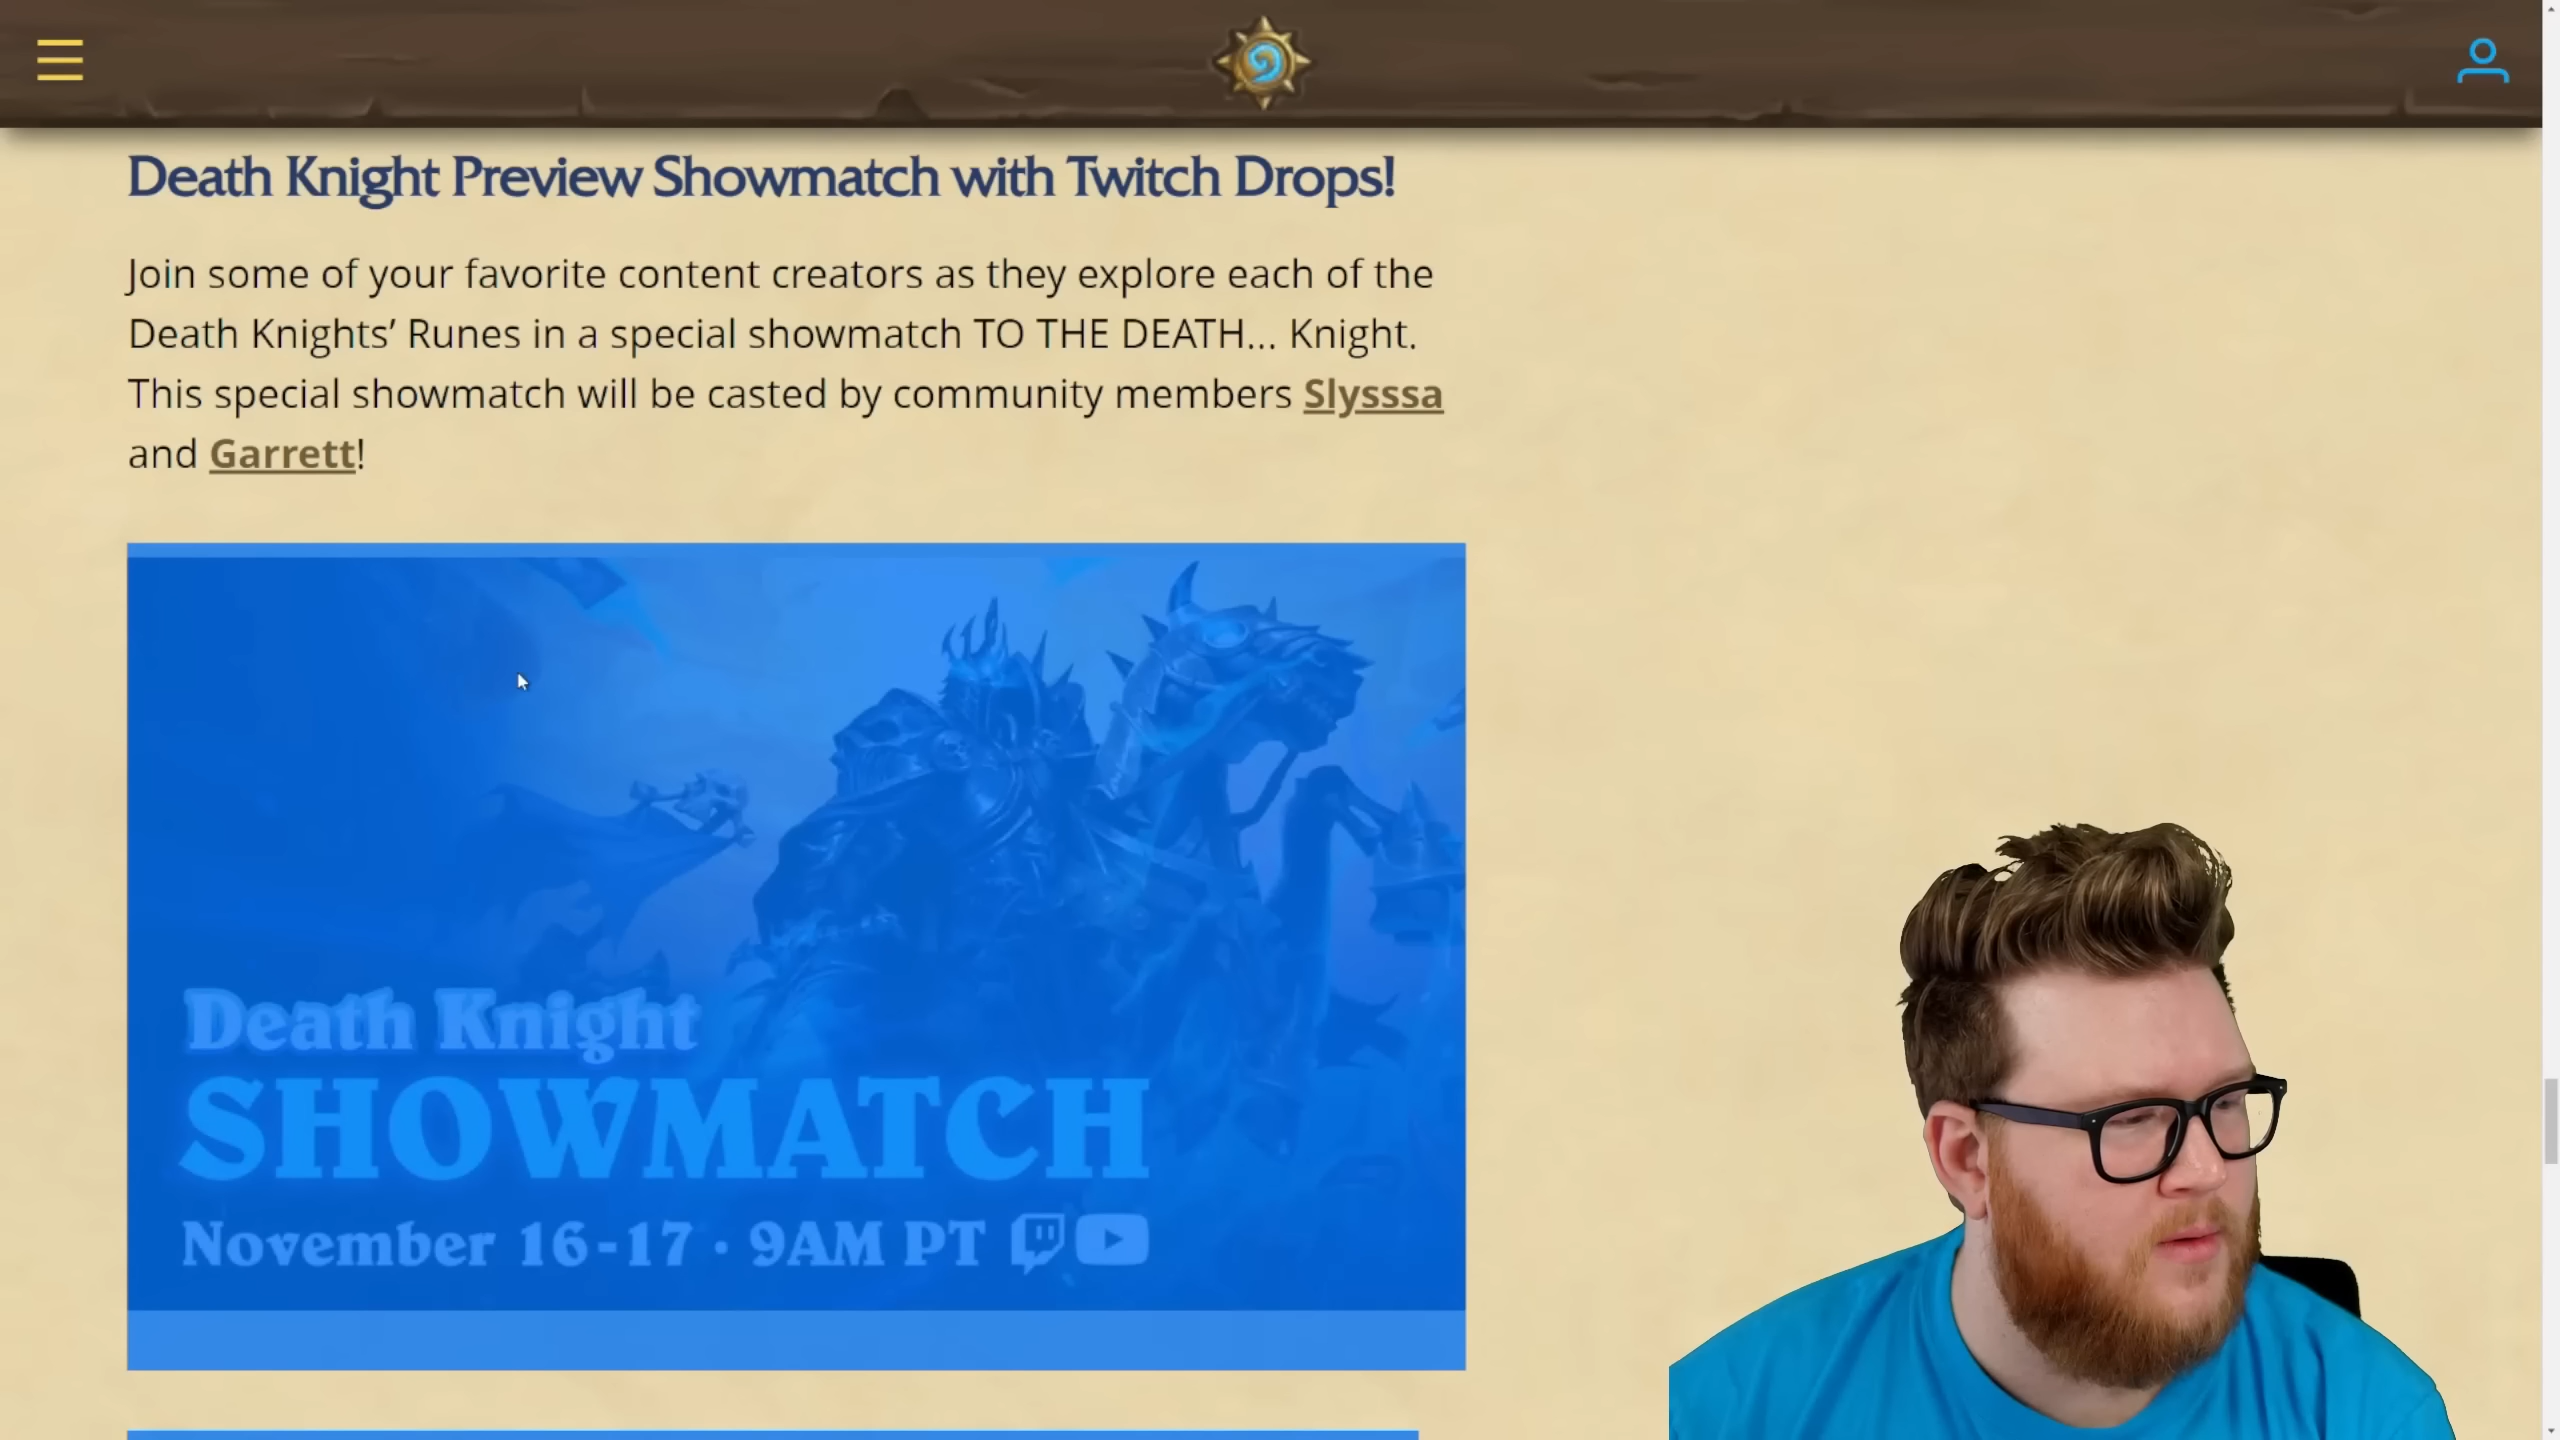 Death Knight Preview Showmatch with Twitch Drops!
Join some of your favorite content creators as they explore each of the
Death Knights’ Runes in a special showmatch TO THE DEATH... Knight.
This special showmatch will be casted by community members Slysssa
and Garrett!
Death Knight
SHOWMATCH
November 16-17 • 9AM PT